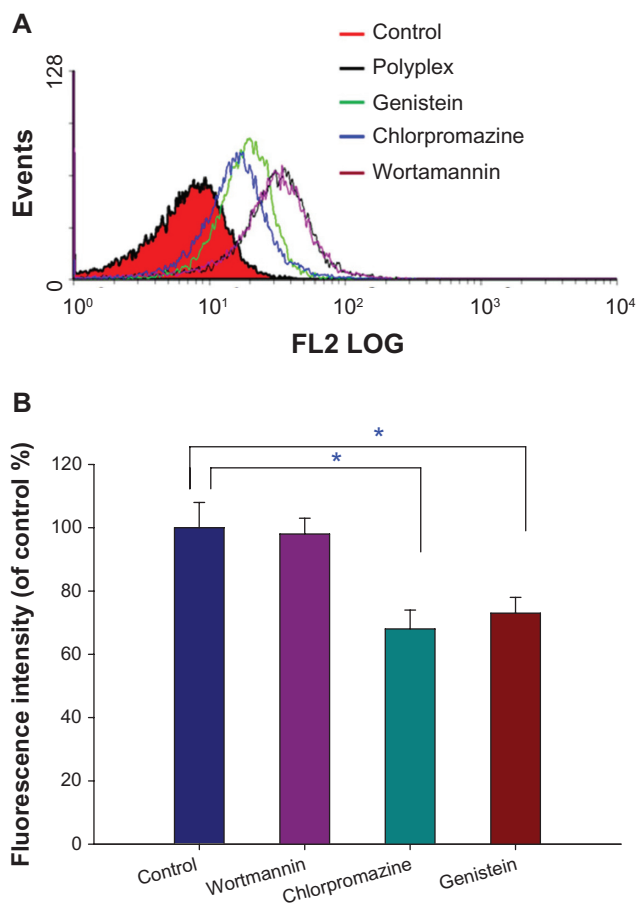 A
Control
Polyplex
Genistein
Chlorpromazine
Wortamannin
128
Events
0
10⁰ 10¹ 10² 10³ 10⁴
FL2 LOG
B
*
*
Fluorescence intensity (of control %)
120
100
80
60
40
20
0
Control
Wortmannin
Chlorpromazine
Genistein